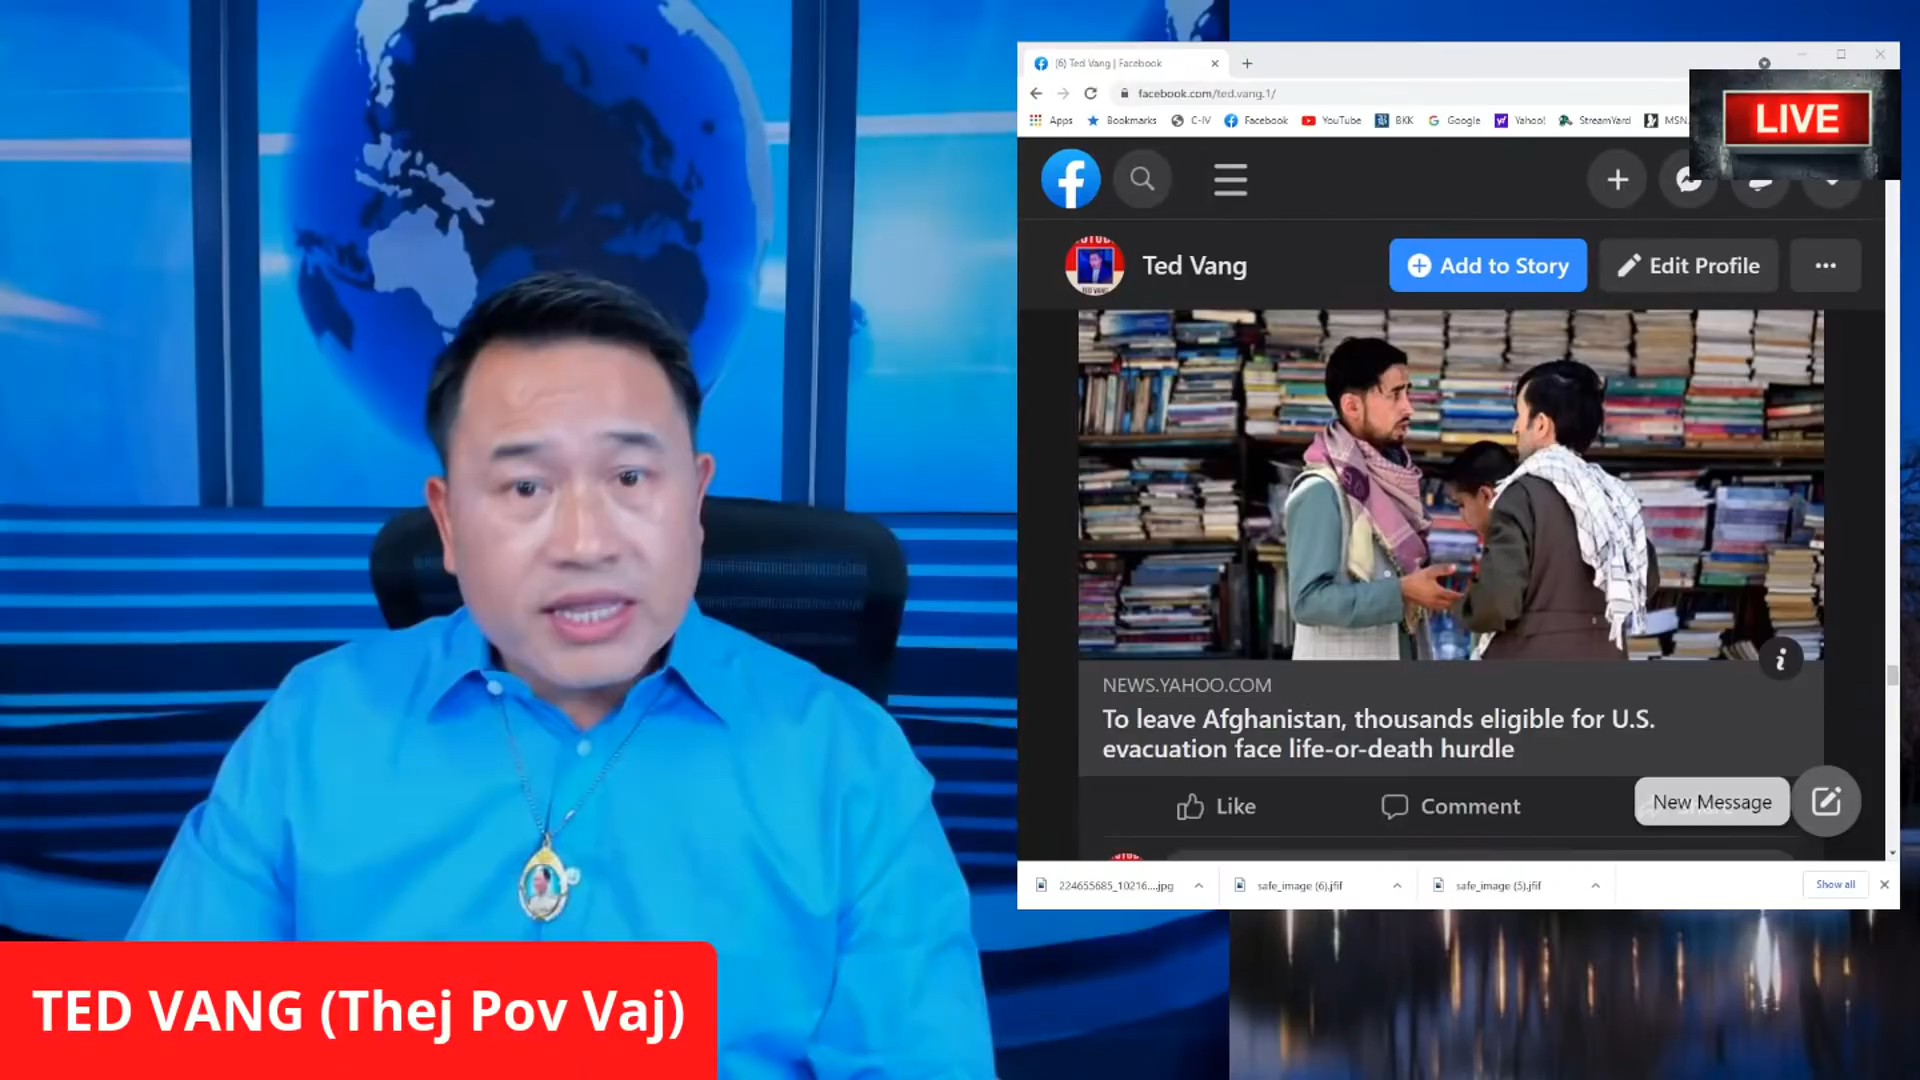 (6) Ted Vang | Facebook
facebook.com/ted.vang.1/
Apps Bookmarks C-IV Facebook YouTube BKK Google Yahoo! StreamYard MSN
LIVE
Ted Vang
Add to Story
Edit Profile
NEWS.YAHOO.COM
To leave Afghanistan, thousands eligible for U.S.
evacuation face life-or-death hurdle
Like
Comment
New Message
224655685_10216....jpg
safe_image (6).jfif
safe_image (5).jfif
Show all
TED VANG (Thej Pov Vaj)